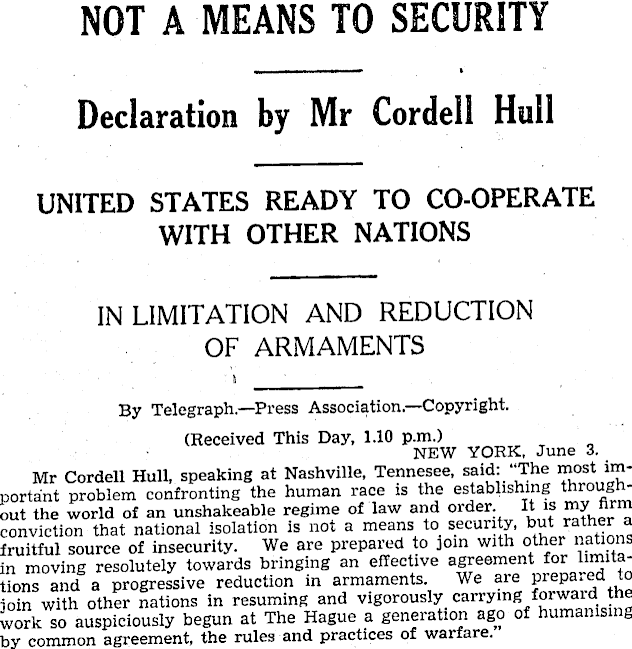 NOT A MEANS TO SECURITY
Declaration by Mr Cordell Hull
UNITED STATES READY TO CO-OPERATE
WITH OTHER NATIONS
IN LIMITATION AND REDUCTION
OF ARMAMENTS
By Telegraph.—Press Association.—Copyright.
(Received This Day, 1.10 p.m.)
NEW YORK, June 3.
Mr Cordell Hull, speaking at Nashville, Tennesee, said: “The most im-
portant problem confronting the human race is the establishing through-
out the world of an unshakeable regime of law and order. It is my firm
conviction that national isolation is not a means to security, but rather a
fruitful source of insecurity. We are prepared to join with other nations
in moving resolutely towards bringing an effective agreement for limita-
tions and a progressive reduction in armaments. We are prepared to
join with other nations in resuming and vigorously carrying forward the
work so auspiciously begun at The Hague a generation ago of humanising
by common agreement, the rules and practices of warfare.”